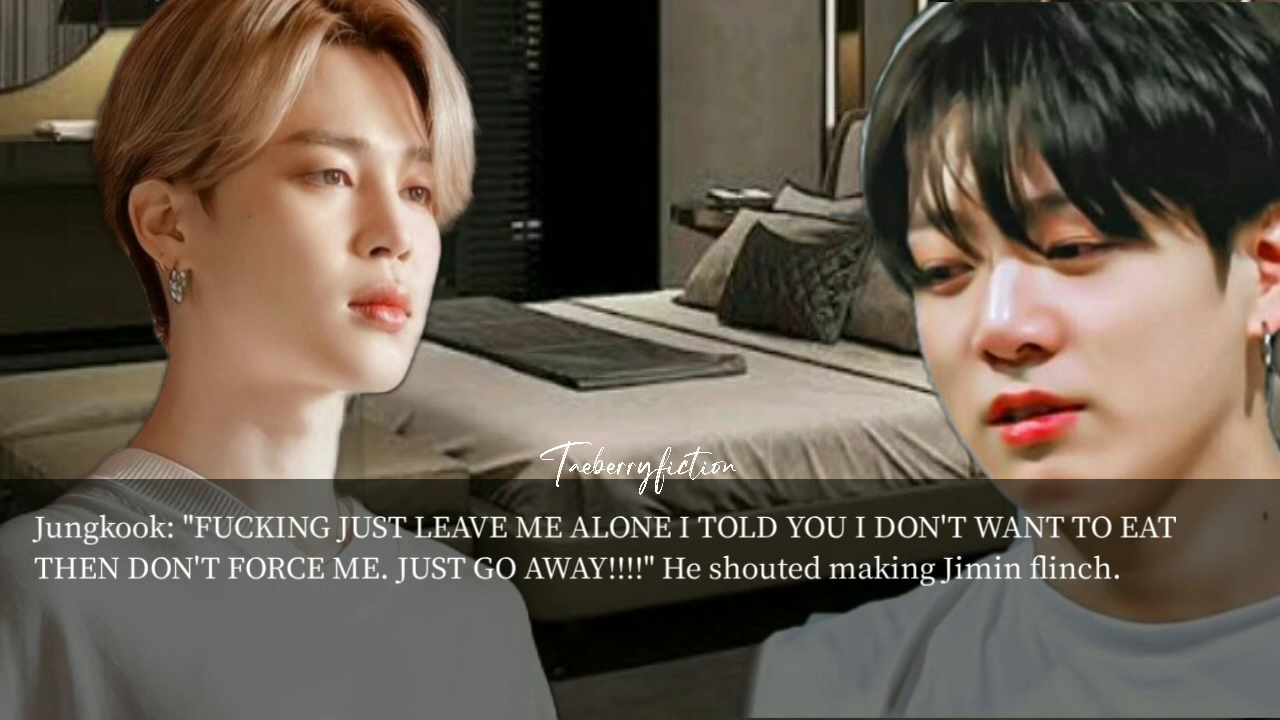 Taeberryfiction
Jungkook: "FUCKING JUST LEAVE ME ALONE I TOLD YOU I DON'T WANT TO EAT
THEN DON'T FORCE ME. JUST GO AWAY!!!!" He shouted making Jimin flinch.